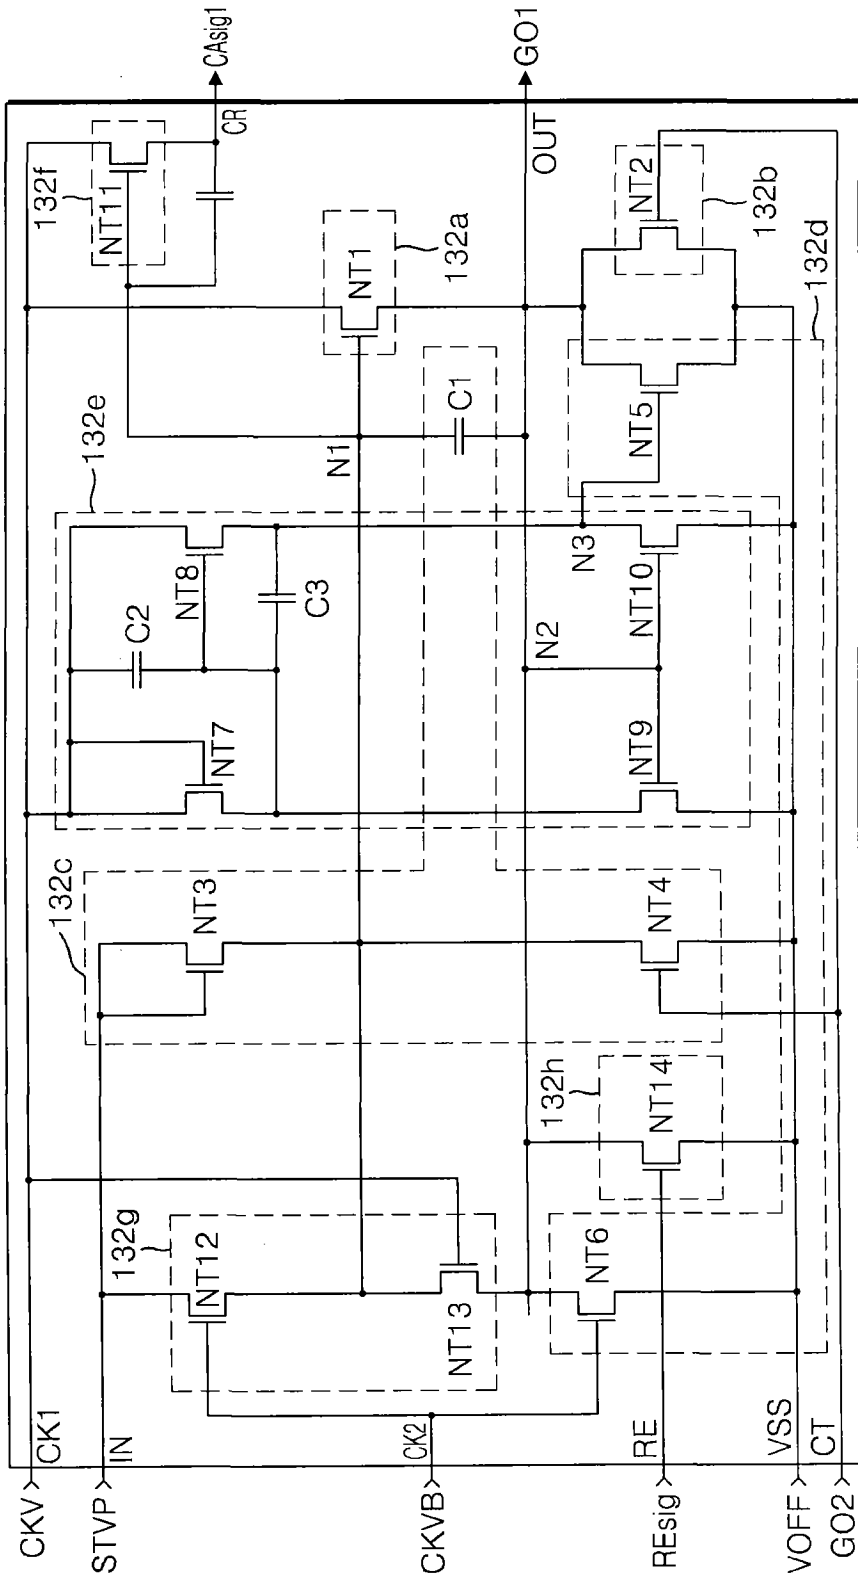 CAsig1
GO1
CR
OUT
132f
NT11
NT2
132b
132a
NT1
132d
132e
C1
NT5
N1
N3
NT8
C3
C2
NT10
N2
NT7
NT9
132c
NT3
NT4
132h
NT14
132g
NT12
NT6
NT13
CK1
IN
CK2
RE
VSS
CT
CKV
STVP
CKVB
REsig
VOFF
GO2